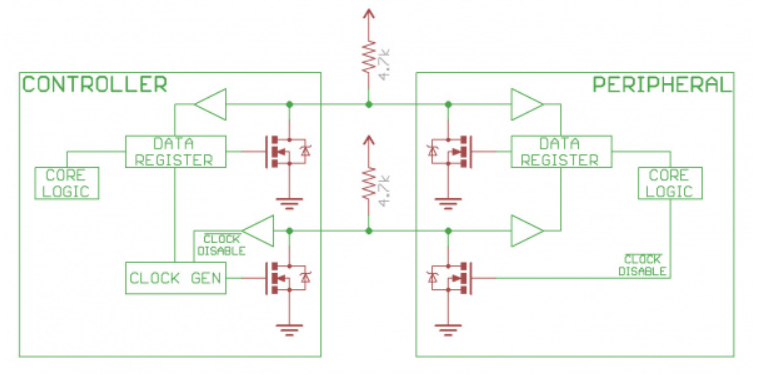 CONTROLLER
PERIPHERAL
4.7k
DATA
REGISTER
DATA
REGISTER
CORE
LOGIC
CORE
LOGIC
4.7k
CLOCK
DISABLE
CLOCK GEN
CLOCK
DISABLE